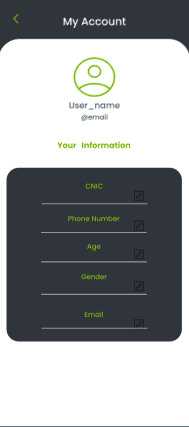 My Account
User_name
@email
Your Information
CNIC
Phone Number
Age
Gender
Email